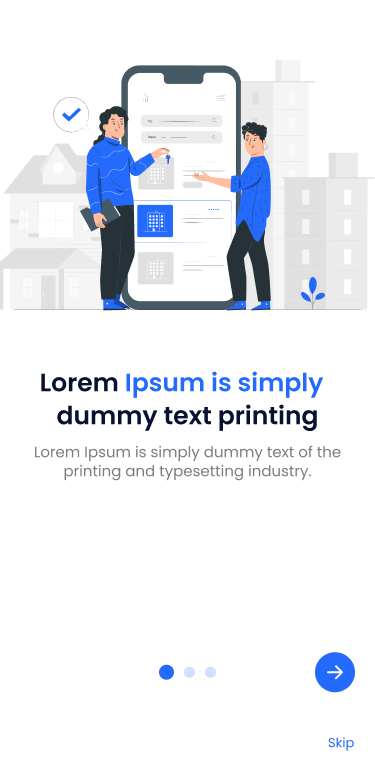 Lorem Ipsum is simply
dummy text printing
Lorem Ipsum is simply dummy text of the
printing and typesetting industry.
Skip